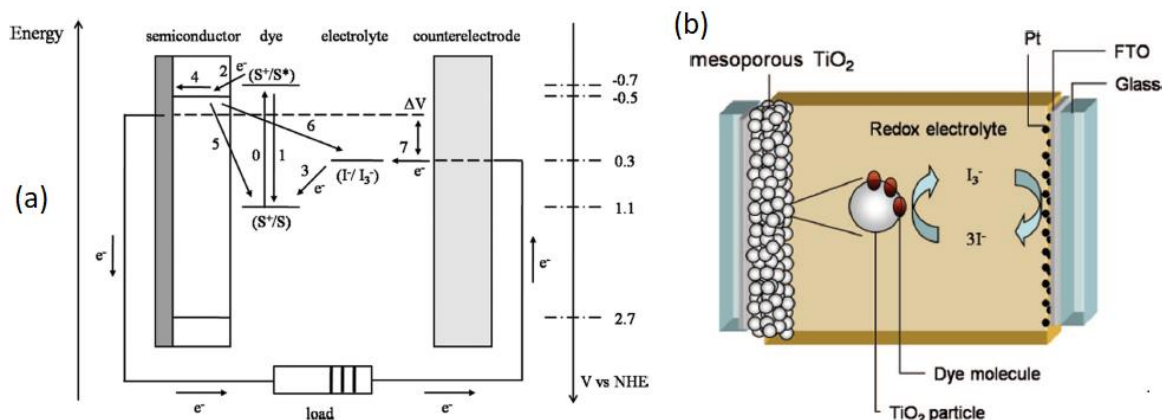 (a)
Energy
semiconductor dye electrolyte counterelectrode
4
2
e⁻
(S⁺/S*)
ΔV
5
0
1
6
7
3
e⁻
e⁻
(I⁻/ I₃⁻)
(S⁺/S)
e⁻
e⁻
e⁻
load
e⁻
-0.7
-0.5
0.3
1.1
2.7
V vs NHE
(b)
mesoporous TiO₂
Pt
FTO
Glass
Redox electrolyte
I₃⁻
3I⁻
Dye molecule
TiO₂ particle